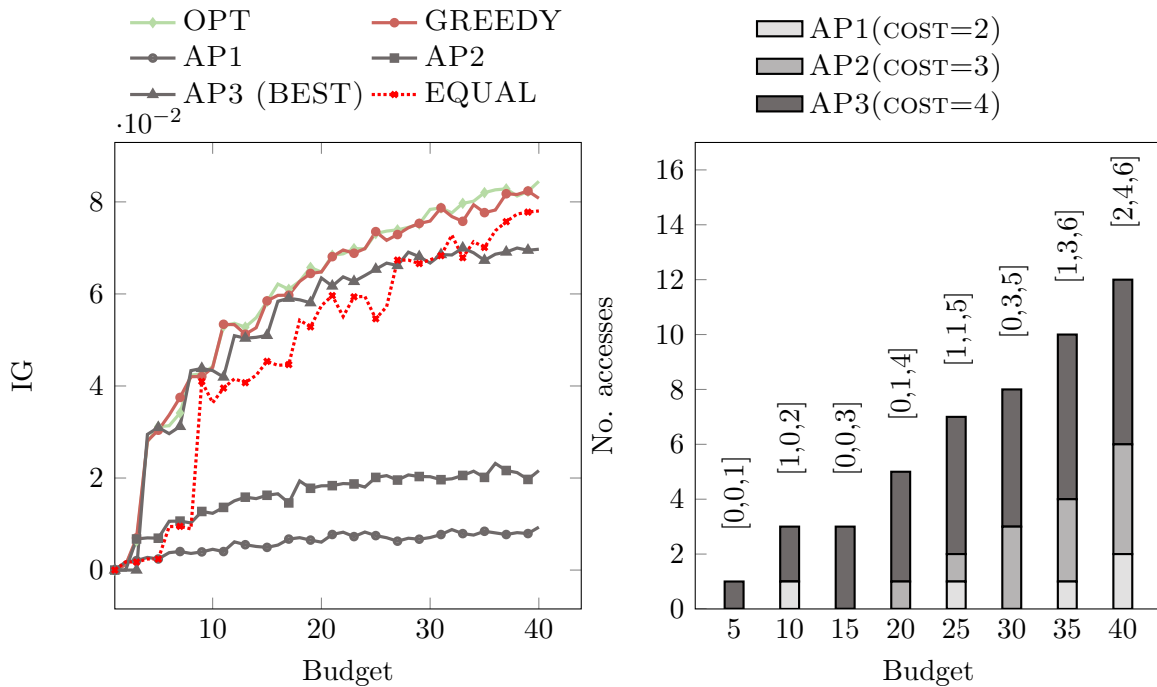 OPT GREEDY
AP1 AP2
AP3 (BEST) EQUAL
·10−2
8
6
4
2
0
10 20 30 40
IG
Budget
AP1(COST=2)
AP2(COST=3)
AP3(COST=4)
16
14
12
10
8
6
4
2
0
[0,0,1]
[1,0,2]
[0,0,3]
[0,1,4]
[1,1,5]
[0,3,5]
[1,3,6]
[2,4,6]
5 10 15 20 25 30 35 40
No. accesses
Budget